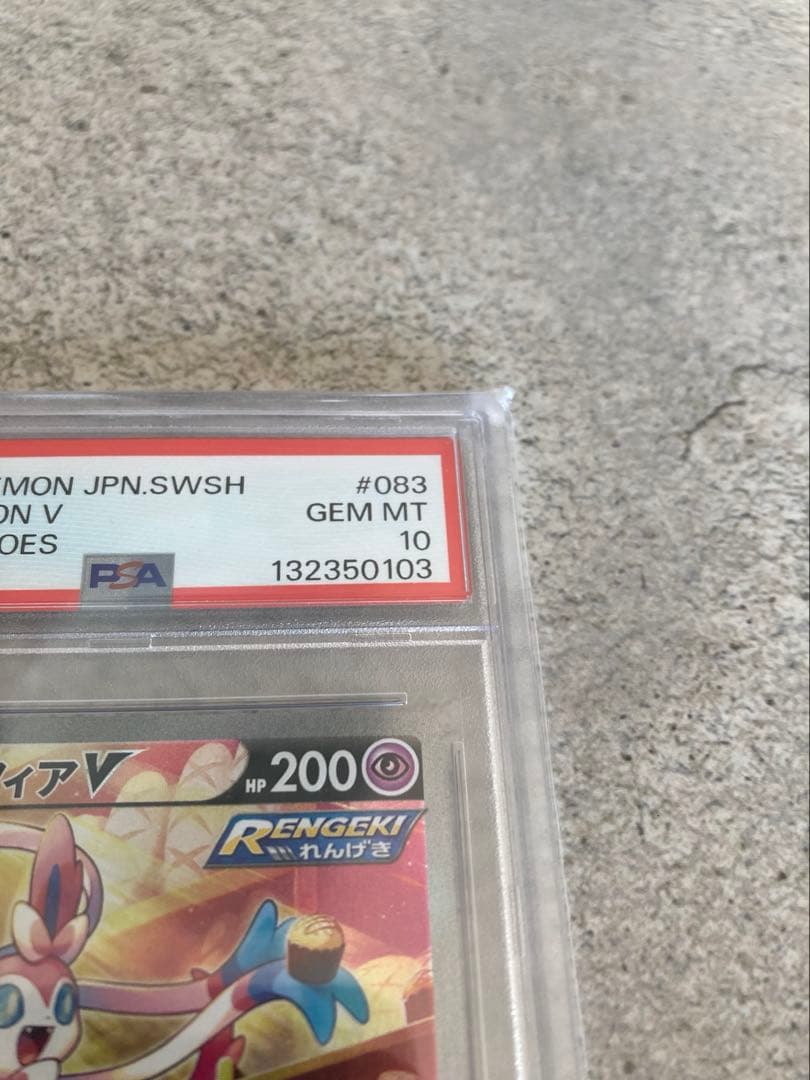 EMON JPN.SWSH #083
ON V GEM MT
OES 10
PSA 132350103
ィアV HP 200
RENGEKI
れんげき